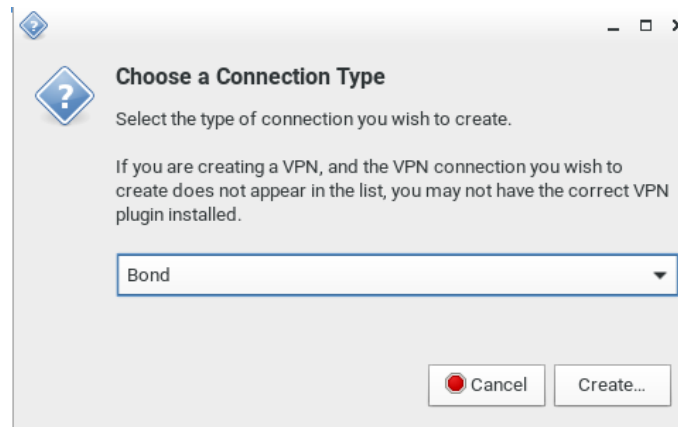 Choose a Connection Type
Select the type of connection you wish to create.
If you are creating a VPN, and the VPN connection you wish to
create does not appear in the list, you may not have the correct VPN
plugin installed.
Bond
Cancel
Create...